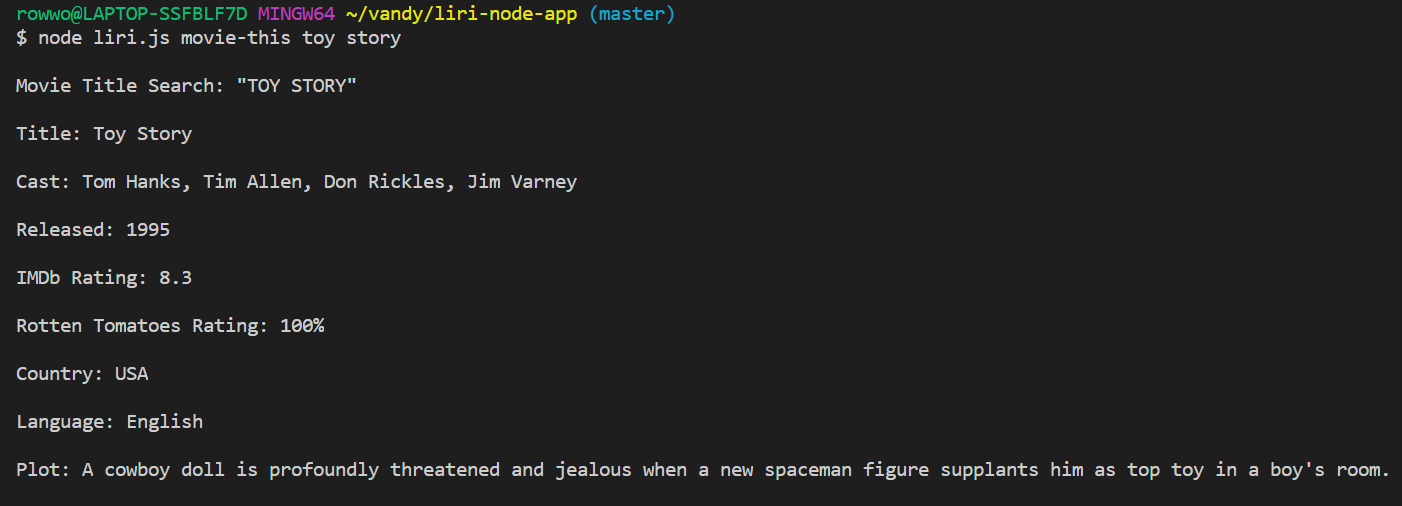 rowwo@LAPTOP-SSFBLF7D MINGW64 ~/vandy/liri-node-app (master)
$ node liri.js movie-this toy story
Movie Title Search: "TOY STORY"
Title: Toy Story
Cast: Tom Hanks, Tim Allen, Don Rickles, Jim Varney
Released: 1995
IMDb Rating: 8.3
Rotten Tomatoes Rating: 100%
Country: USA
Language: English
Plot: A cowboy doll is profoundly threatened and jealous when a new spaceman figure supplants him as top toy in a boy's room.